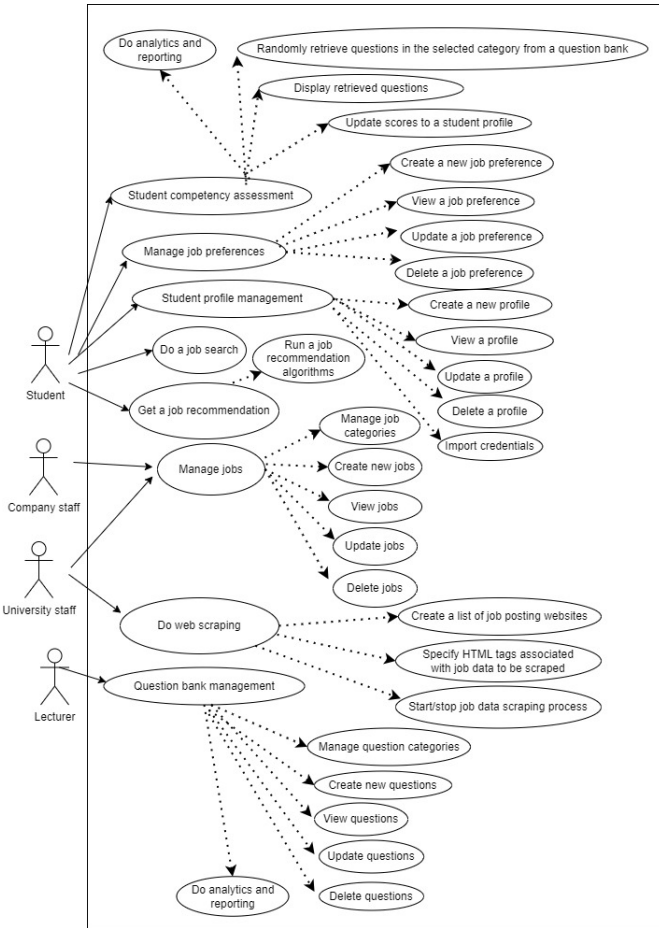 Do analytics and
reporting
Randomly retrieve questions in the selected category from a question bank
Display retrieved questions
Update scores to a student profile
Create a new job preference
Student competency assessment
View a job preference
Update a job preference
Manage job preferences
Delete a job preference
Student profile management
Create a new profile
View a profile
Do a job search
Run a job
recommendation
algorithms
Update a profile
Student
Get a job recommendation
Delete a profile
Manage job
categories
Import credentials
Manage jobs
Create new jobs
Company staff
View jobs
Update jobs
Delete jobs
University staff
Create a list of job posting websites
Do web scraping
Specify HTML tags associated
with job data to be scraped
Question bank management
Lecturer
Start/stop job data scraping process
Manage question categories
Create new questions
View questions
Update questions
Do analytics and
reporting
Delete questions